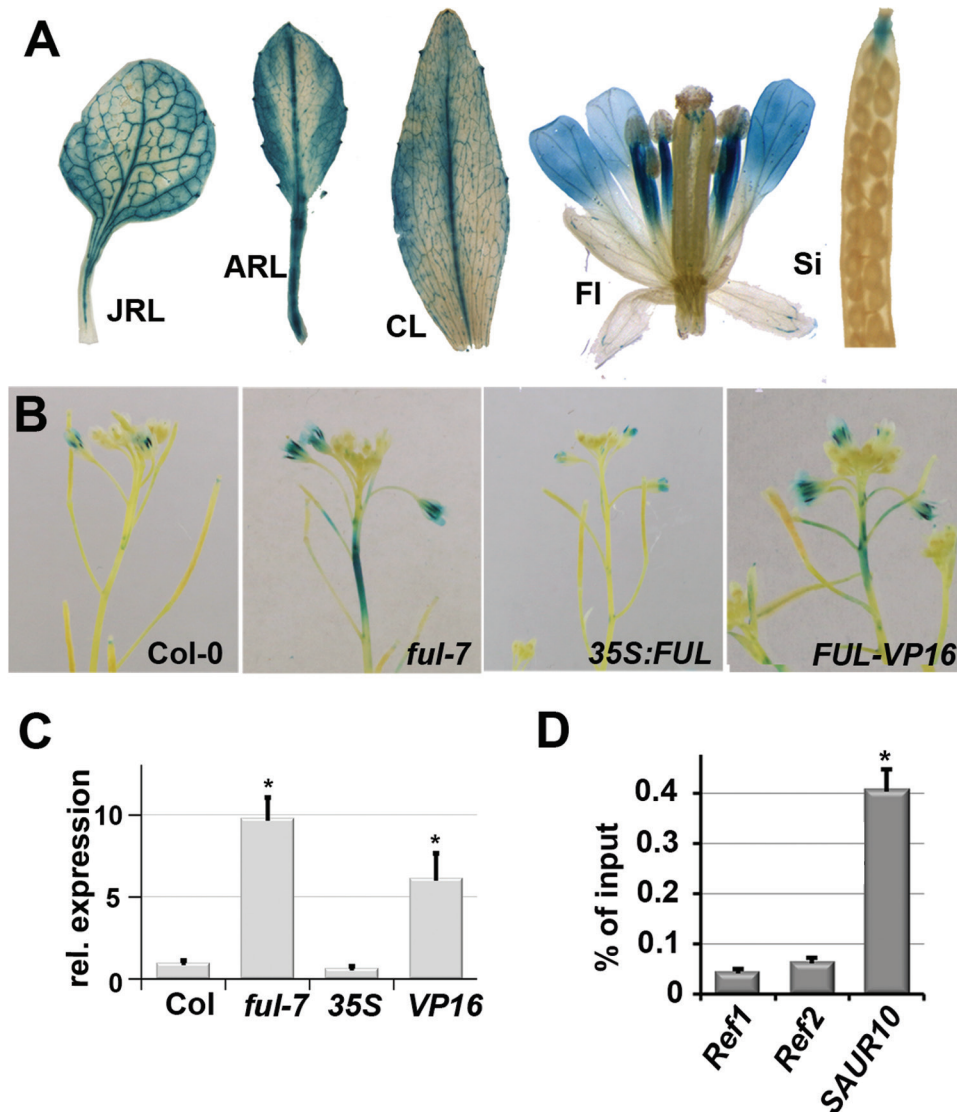 A
JRL
ARL
CL
Fl
Si
B
Col-0
ful-7
35S:FUL
FUL-VP16
C
rel. expression
10
5
0
*
*
Col
ful-7
35S
VP16
D
% of input
0.4
0.3
0.2
0.1
0
*
Ref1
Ref2
SAUR10